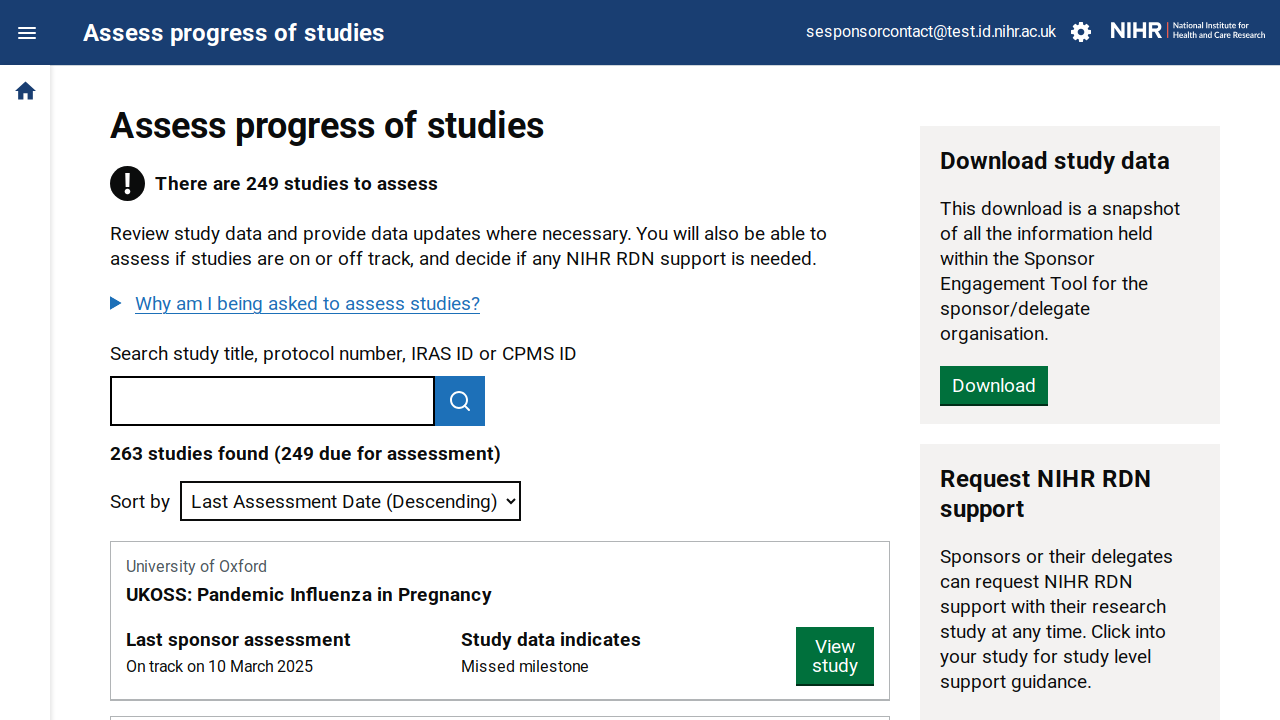 Assess progress of studies
sesponsorcontact@test.id.nihr.ac.uk
NIHR | National Institute for
Health and Care Research
Assess progress of studies
! There are 249 studies to assess
Review study data and provide data updates where necessary. You will also be able to
assess if studies are on or off track, and decide if any NIHR RDN support is needed.
Why am I being asked to assess studies?
Search study title, protocol number, IRAS ID or CPMS ID
263 studies found (249 due for assessment)
Sort by Last Assessment Date (Descending)
University of Oxford
UKOSS: Pandemic Influenza in Pregnancy
Last sponsor assessment
On track on 10 March 2025
Study data indicates
Missed milestone
View
study
Download study data
This download is a snapshot
of all the information held
within the Sponsor
Engagement Tool for the
sponsor/delegate
organisation.
Download
Request NIHR RDN
support
Sponsors or their delegates
can request NIHR RDN
support with their research
study at any time. Click into
your study for study level
support guidance.